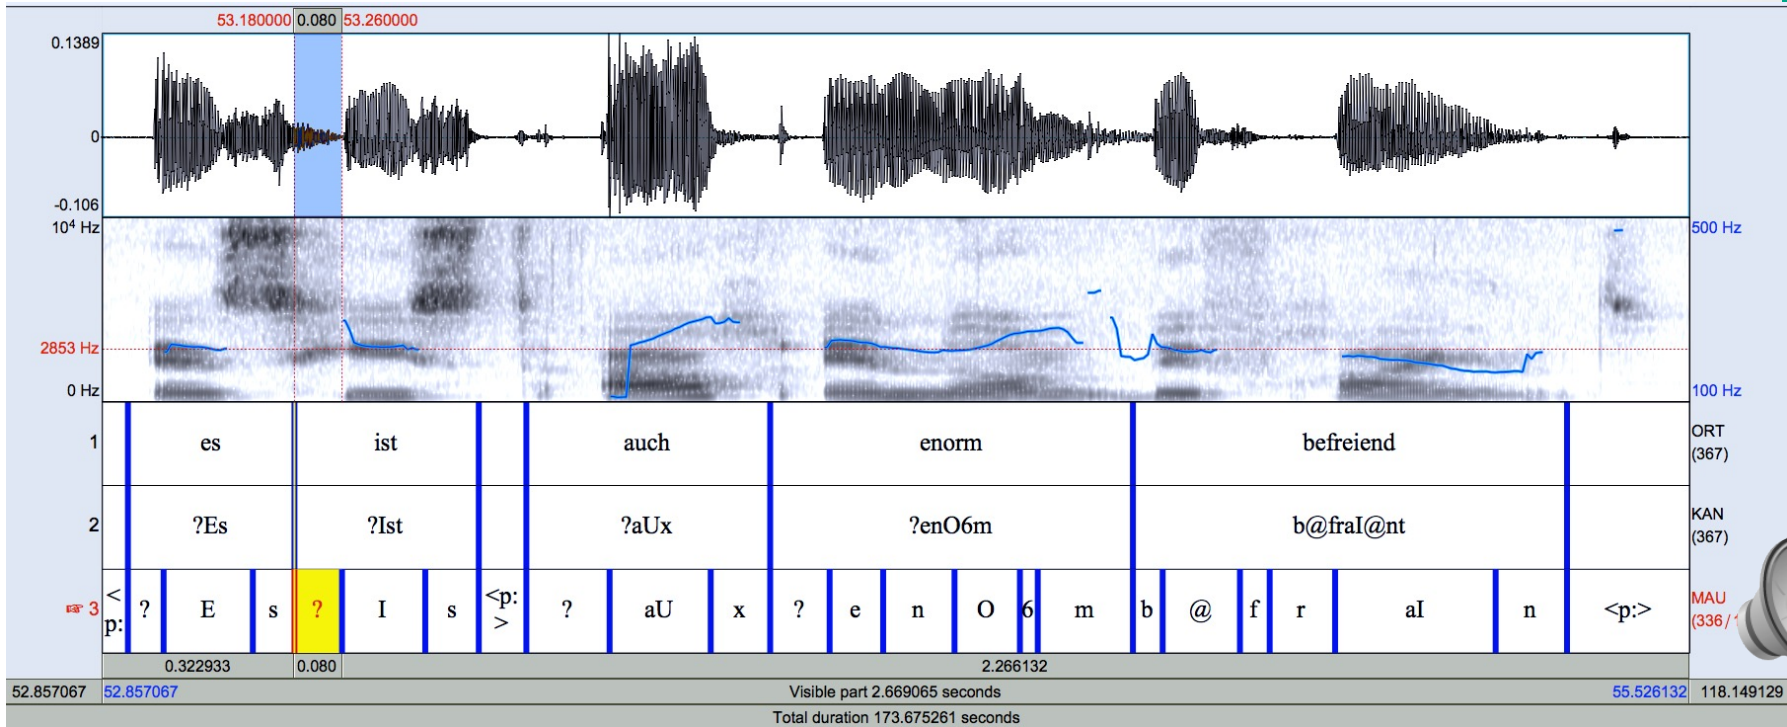 53.180000 0.080 53.260000
0.1389
0
-0.106
10⁴ Hz 500 Hz
2853 Hz
0 Hz 100 Hz
1 es ist auch enorm befreiend ORT (367)
2 ?Es ?Ist ?aUx ?enO6m b@fraI@nt KAN (367)
☞ 3 <p: ? E s ? I s <p:> ? aU x ? e n O 6 m b @ f r aI n <p:> MAU (336/
0.322933 0.080 2.266132
52.857067 52.857067 Visible part 2.669065 seconds 55.526132 118.149129
Total duration 173.675261 seconds